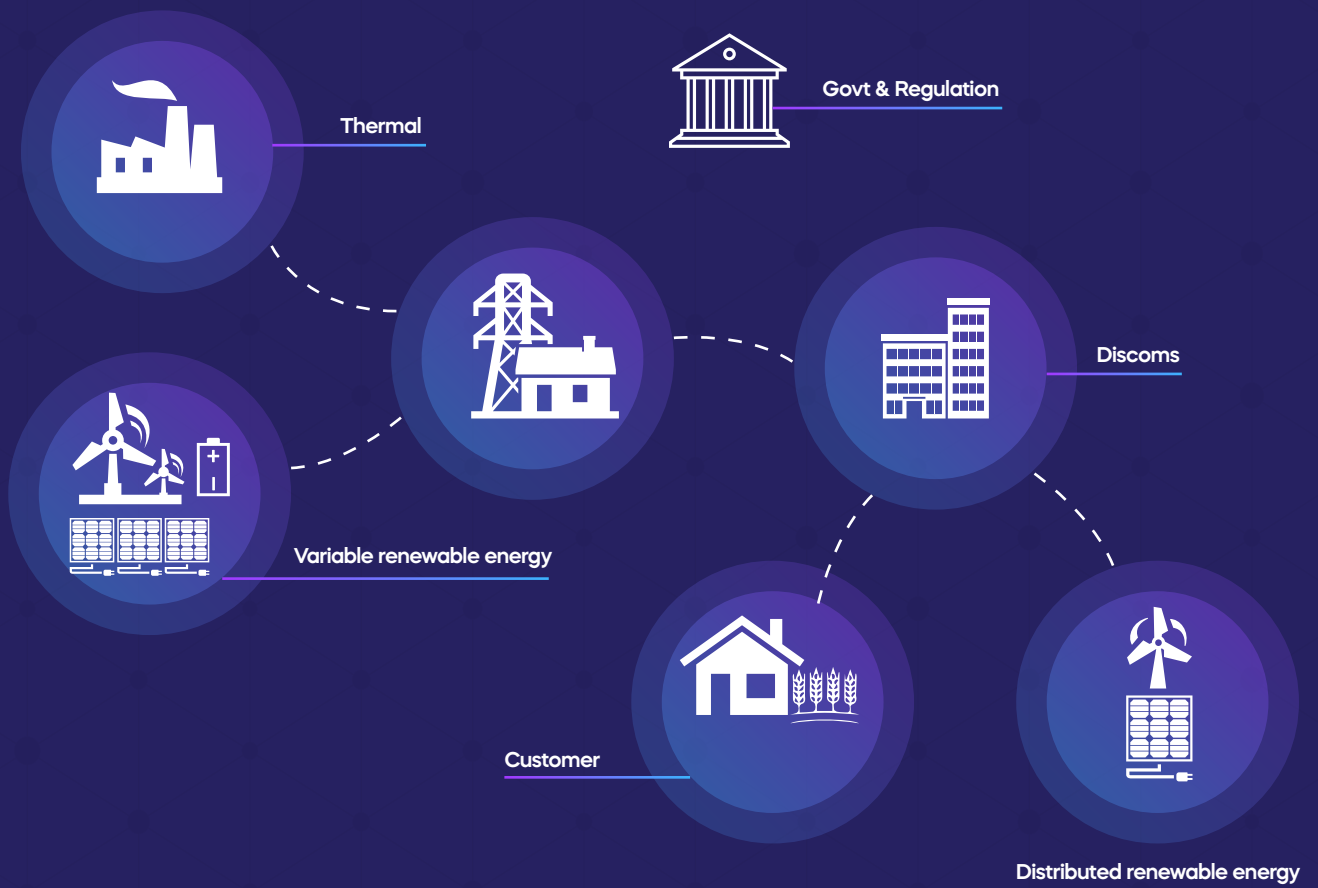 Govt & Regulation
Thermal
Discoms
Variable renewable energy
Customer
Distributed renewable energy